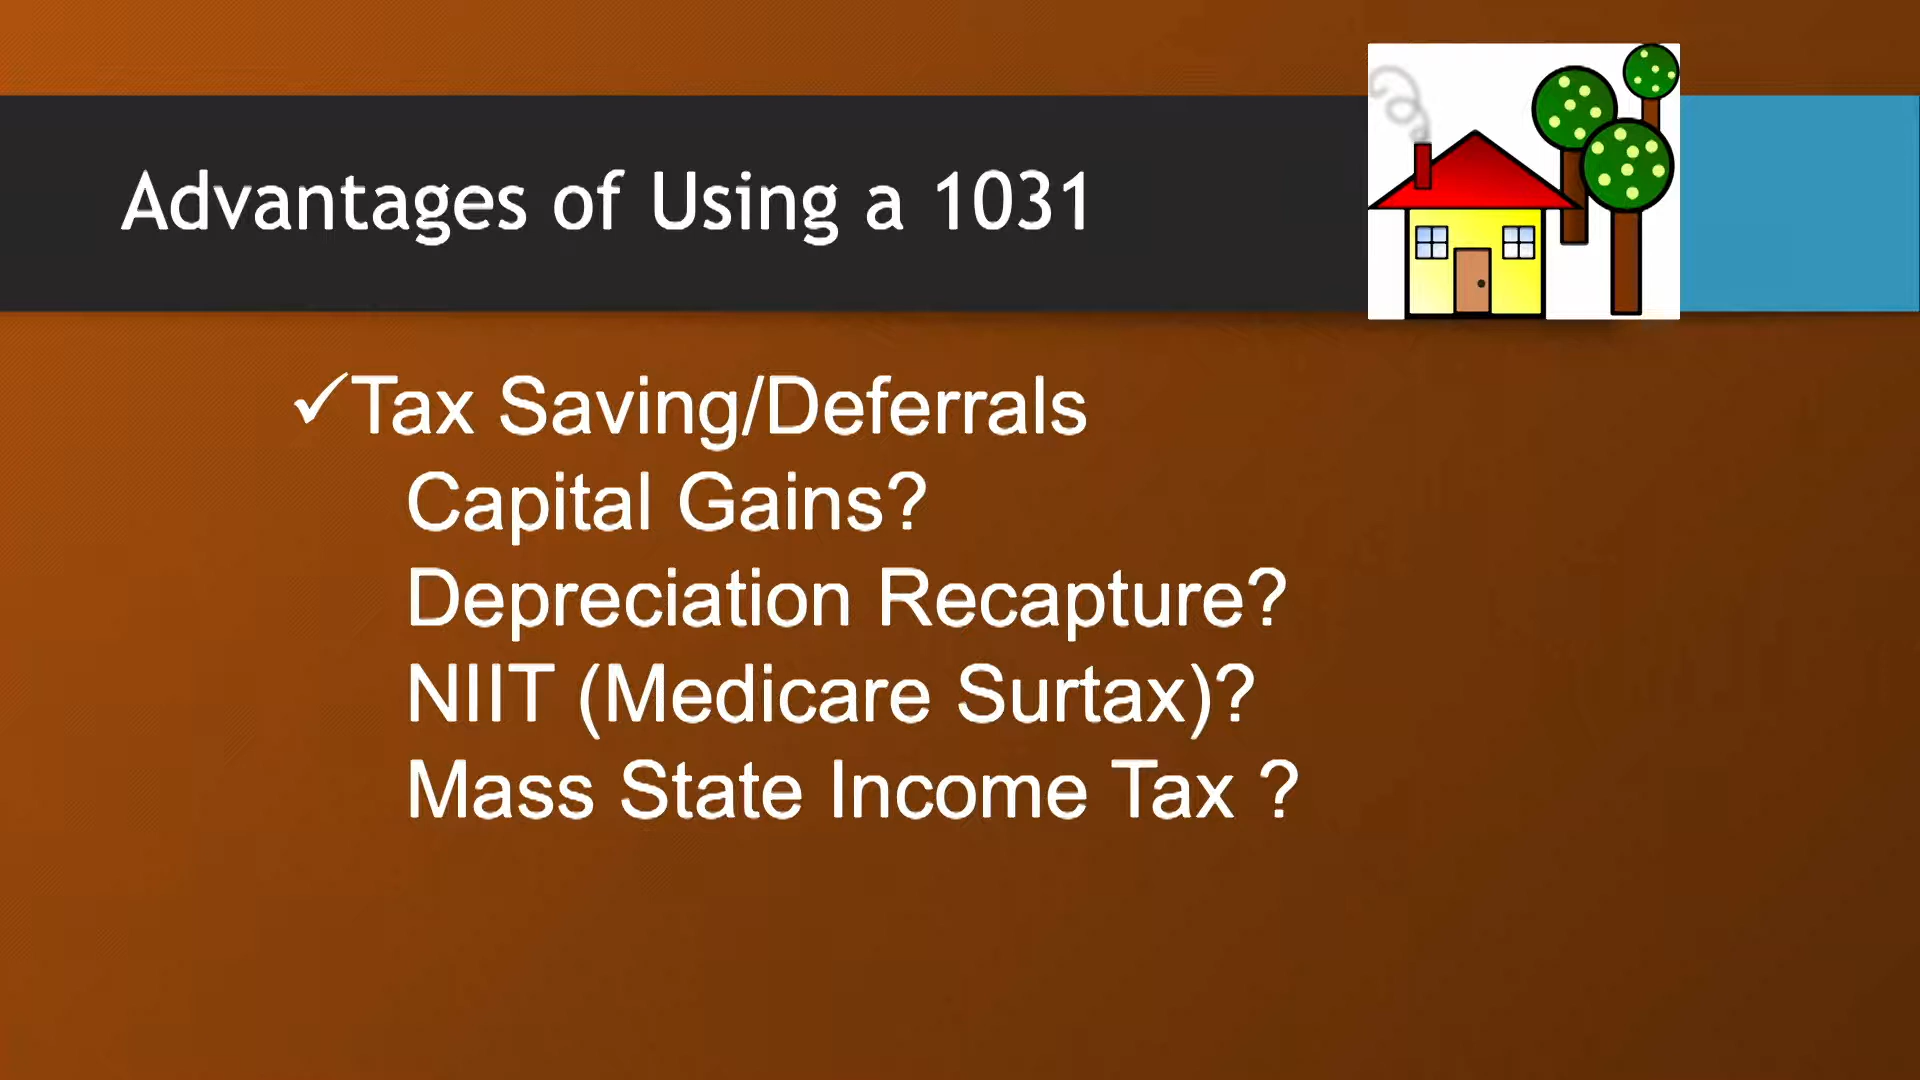 Advantages of Using a 1031
✓Tax Saving/Deferrals
Capital Gains?
Depreciation Recapture?
NIIT (Medicare Surtax)?
Mass State Income Tax ?